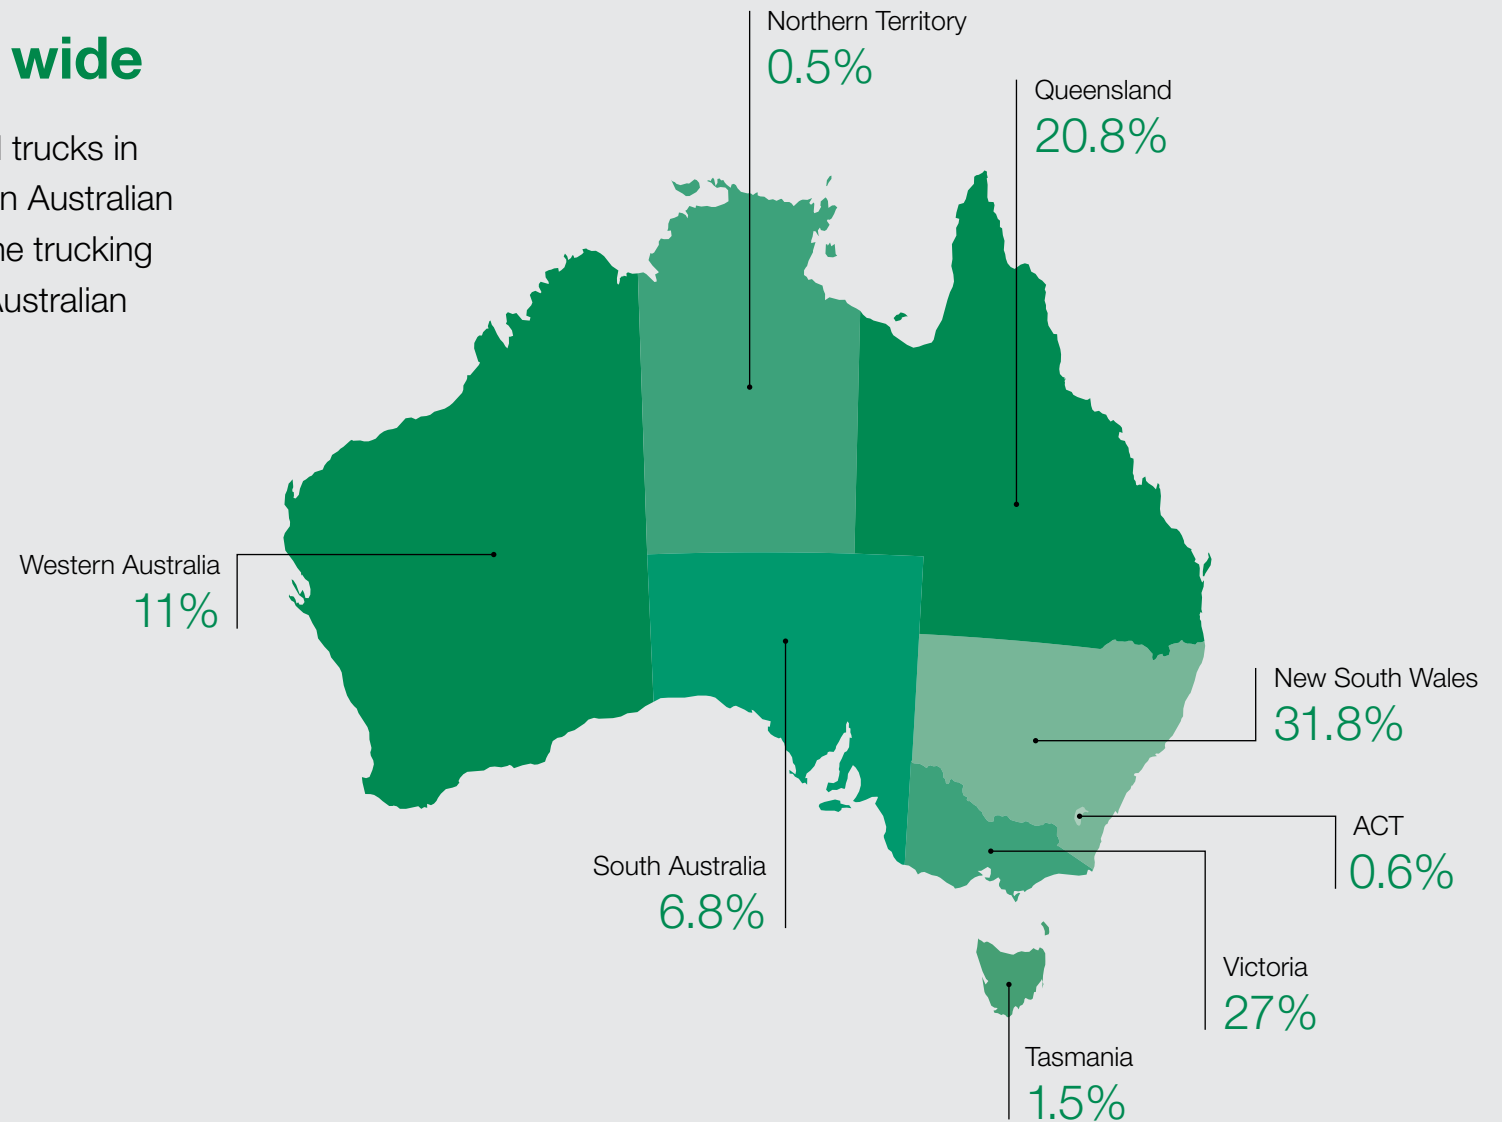 wide
trucks in
Australian
trucking
Australian
Northern Territory
0.5%
Queensland
20.8%
Western Australia
11%
New South Wales
31.8%
ACT
0.6%
South Australia
6.8%
Victoria
27%
Tasmania
1.5%